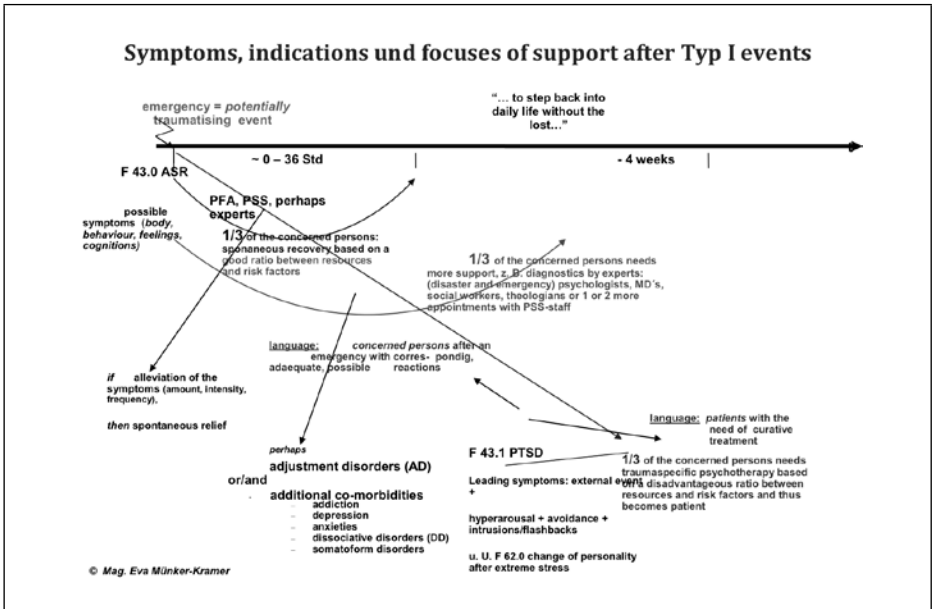 Symptoms, indications und focuses of support after Typ I events
emergency = potentially
traumatising event
"... to step back into
daily life without the
lost..."
~ 0 – 36 Std
- 4 weeks
F 43.0 ASR
PFA, PSS, perhaps
experts
possible
symptoms (body,
behaviour, feelings,
cognitions)
1/3 of the concerned persons:
sponaneous recovery based on a
good ratio between resources
and risk factors
1/3 of the concerned persons needs
more support, z. B. diagnostics by experts:
(disaster and emergency) psychologists, MD´s,
social workers, theologians or 1 or 2 more
appointments with PSS-staff
language: concerned persons after an
emergency with corres- pondig,
adaequate, possible reactions
if alleviation of the
symptoms (amount, intensity,
frequency),
then spontaneous relief
language: patients with the
need of curative
treatment
perhaps
adjustment disorders (AD)
or/and
additional co-morbidities
- addiction
- depression
- anxieties
- dissociative disorders (DD)
- somatoform disorders
F 43.1 PTSD
Leading symptoms: external event
+
hyperarousal + avoidance +
intrusions/flashbacks
u. U. F 62.0 change of personality
after extreme stress
1/3 of the concerned persons needs
traumaspecific psychotherapy based
on a disadvantageous ratio between
resources and risk factors and thus
becomes patient
© Mag. Eva Münker-Kramer